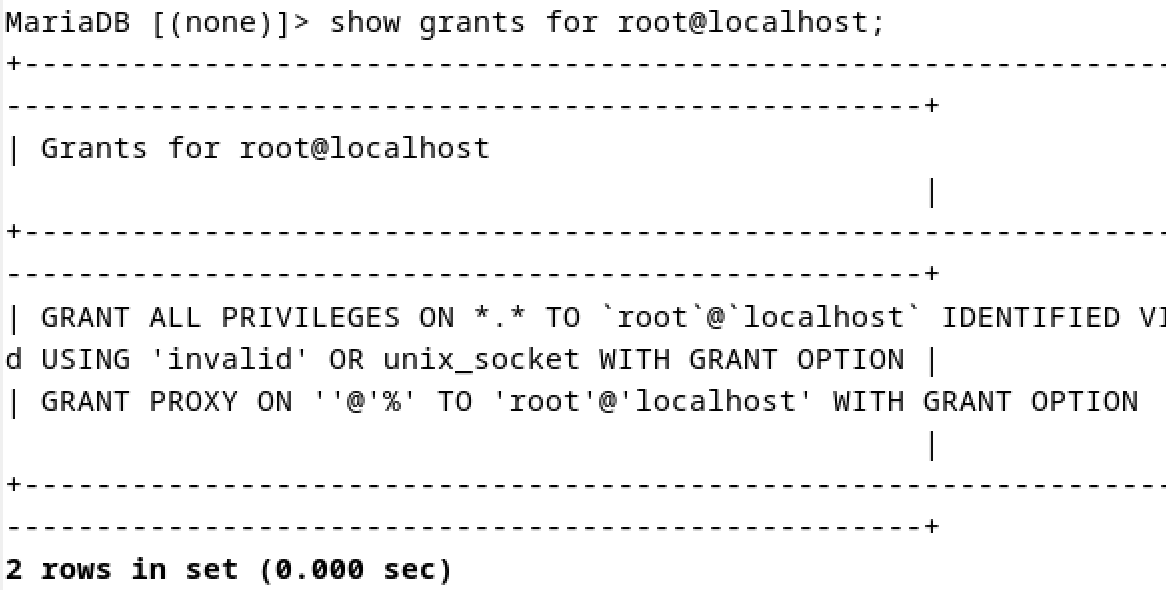 MariaDB [(none)]> show grants for root@localhost;
+----------------------------------------------------------------
---------------------------------------------------+
| Grants for root@localhost
|
+----------------------------------------------------------------
---------------------------------------------------+
| GRANT ALL PRIVILEGES ON *.* TO `root`@`localhost` IDENTIFIED VI
d USING 'invalid' OR unix_socket WITH GRANT OPTION |
| GRANT PROXY ON ''@'%' TO 'root'@'localhost' WITH GRANT OPTION
|
+----------------------------------------------------------------
---------------------------------------------------+
2 rows in set (0.000 sec)